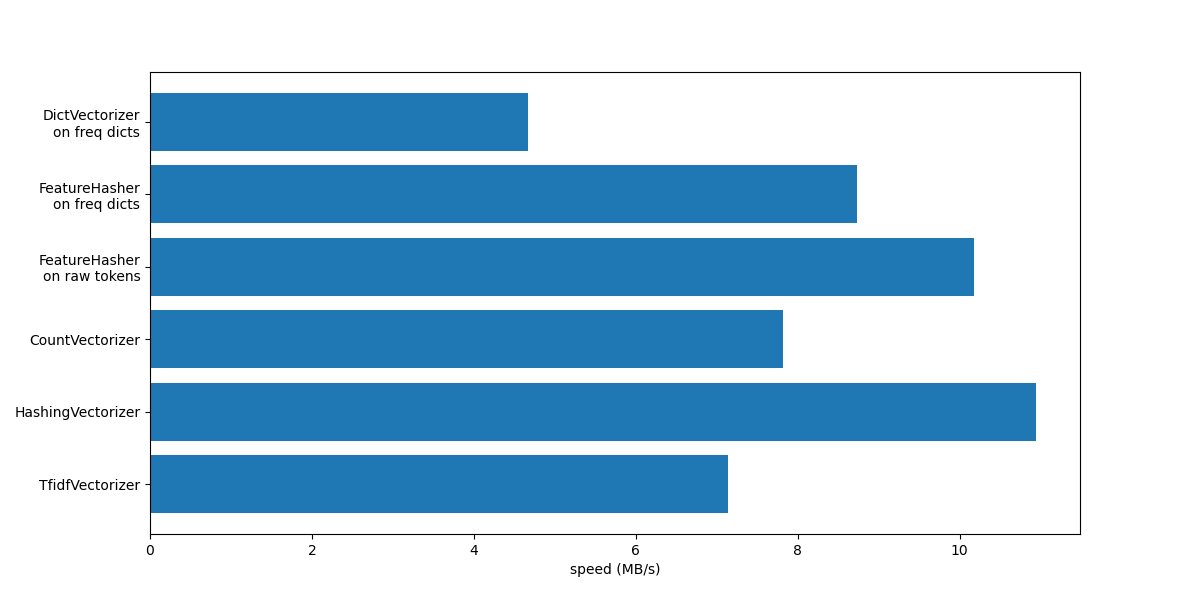 DictVectorizer
on freq dicts
FeatureHasher
on freq dicts
FeatureHasher
on raw tokens
CountVectorizer
HashingVectorizer
TfidfVectorizer
0 2 4 6 8 10
speed (MB/s)